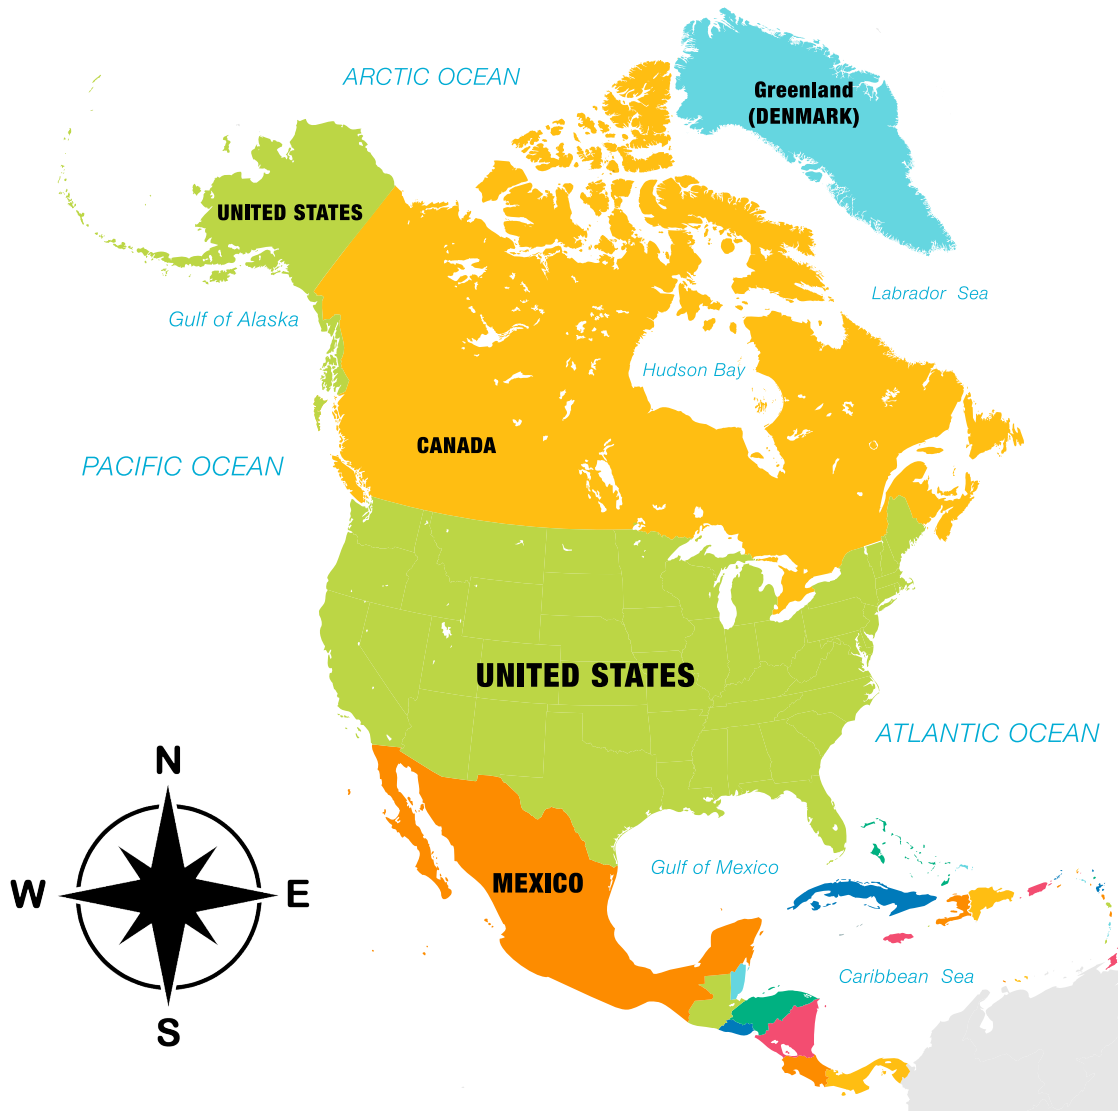 ARCTIC OCEAN
Greenland
(DENMARK)
UNITED STATES
Labrador Sea
Gulf of Alaska
Hudson Bay
CANADA
PACIFIC OCEAN
UNITED STATES
ATLANTIC OCEAN
N
Gulf of Mexico
MEXICO
W
E
Caribbean Sea
S